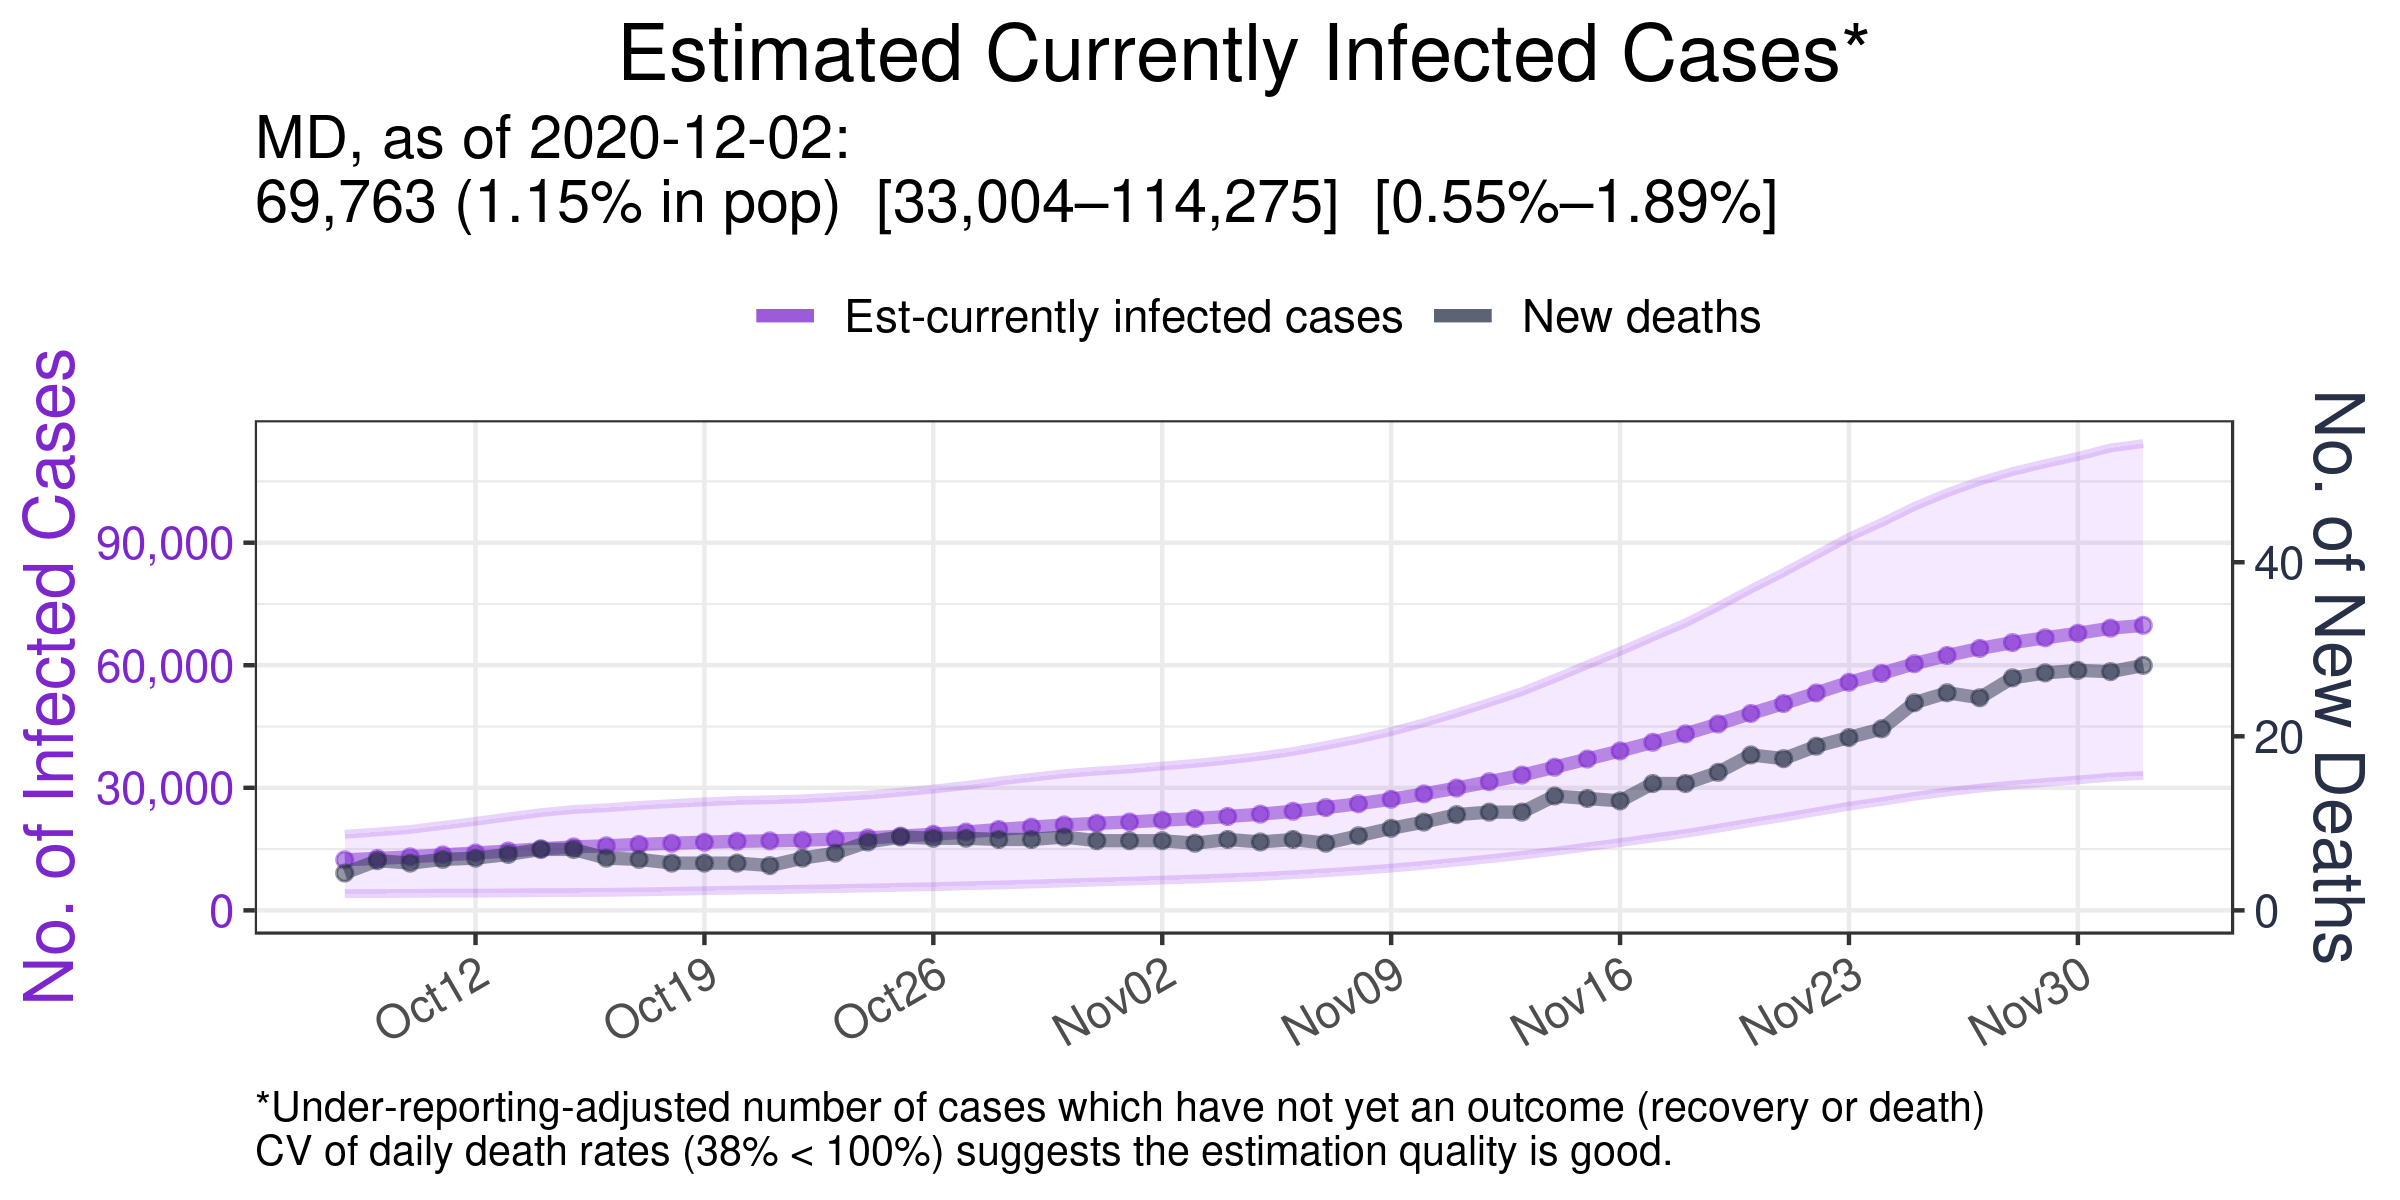 Estimated Currently Infected Cases*
MD, as of 2020-12-02:
69,763 (1.15% in pop)  [33,004–114,275]  [0.55%–1.89%]
Est-currently infected cases
New deaths
No. of Infected Cases
90,000
60,000
30,000
0
No. of New Deaths
40
20
0
Oct12
Oct19
Oct26
Nov02
Nov09
Nov16
Nov23
Nov30
*Under-reporting-adjusted number of cases which have not yet an outcome (recovery or death)
CV of daily death rates (38% < 100%) suggests the estimation quality is good.